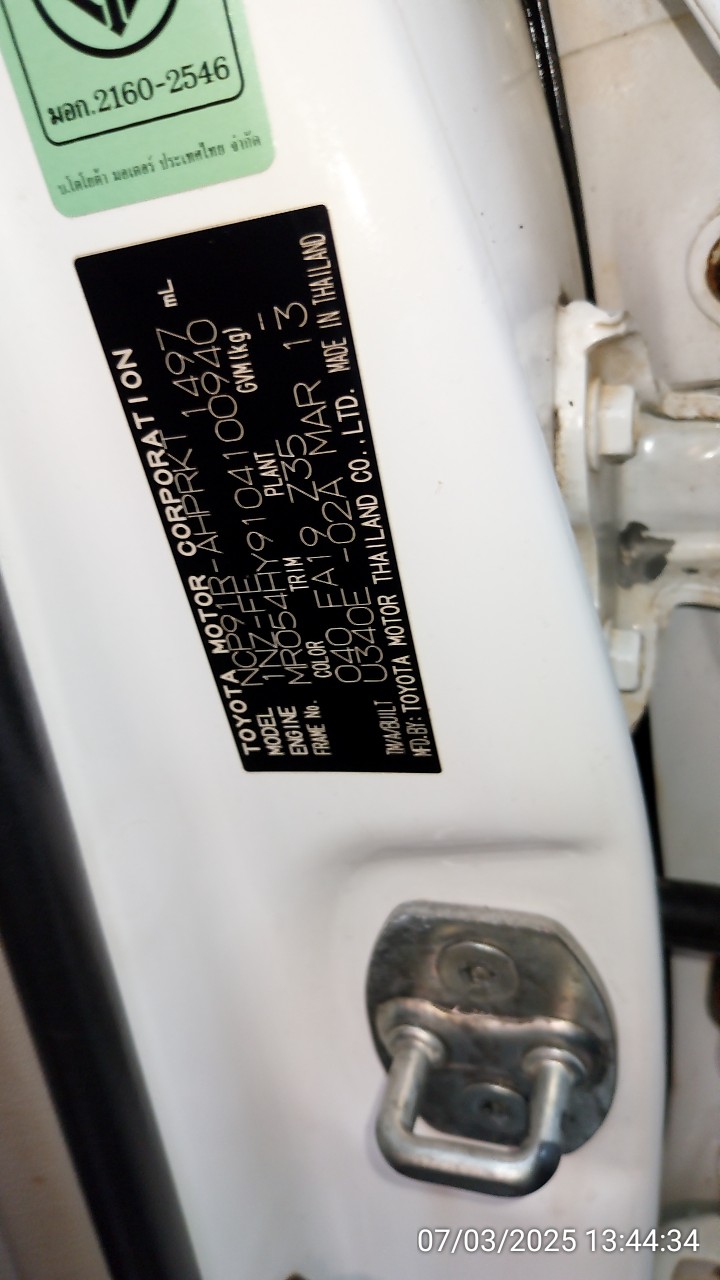 มอก.2160-2546
บ.โตโยต้า มอเตอร์ ประเทศไทย จำกัด
TOYOTA MOTOR CORPORATION
MODEL NCP91R-AHPRKT 1497 mL
ENGINE 1NZ-FE
FRAME No. MR054HY9104100940
COLOR TRIM PLANT GVM(kg)
040 FA19 Z35 --
U340E -02A MAR 13
TM/A/BUILT
MFD.BY: TOYOTA MOTOR THAILAND CO.,LTD. MADE IN THAILAND
07/03/2025 13:44:34